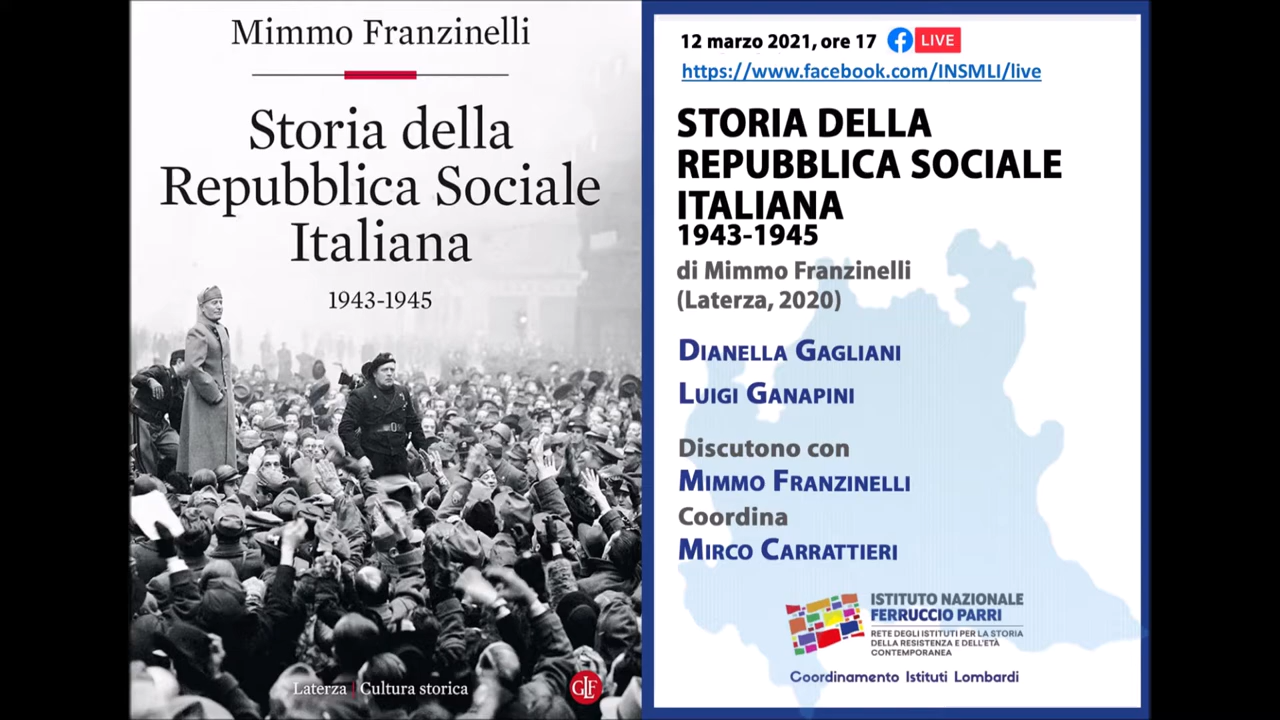 Mimmo Franzinelli
Storia della
Repubblica Sociale
Italiana
1943-1945
Laterza | Cultura storica
GLF
12 marzo 2021, ore 17 f LIVE
https://www.facebook.com/INSMLI/live
STORIA DELLA
REPUBBLICA SOCIALE
ITALIANA
1943-1945
di Mimmo Franzinelli
(Laterza, 2020)
DIANELLA GAGLIANI
LUIGI GANAPINI
Discutono con
MIMMO FRANZINELLI
Coordina
MIRCO CARRATTIERI
ISTITUTO NAZIONALE
FERRUCCIO PARRI
RETE DEGLI ISTITUTI PER LA STORIA
DELLA RESISTENZA E DELL'ETÀ
CONTEMPORANEA
Coordinamento Istituti Lombardi